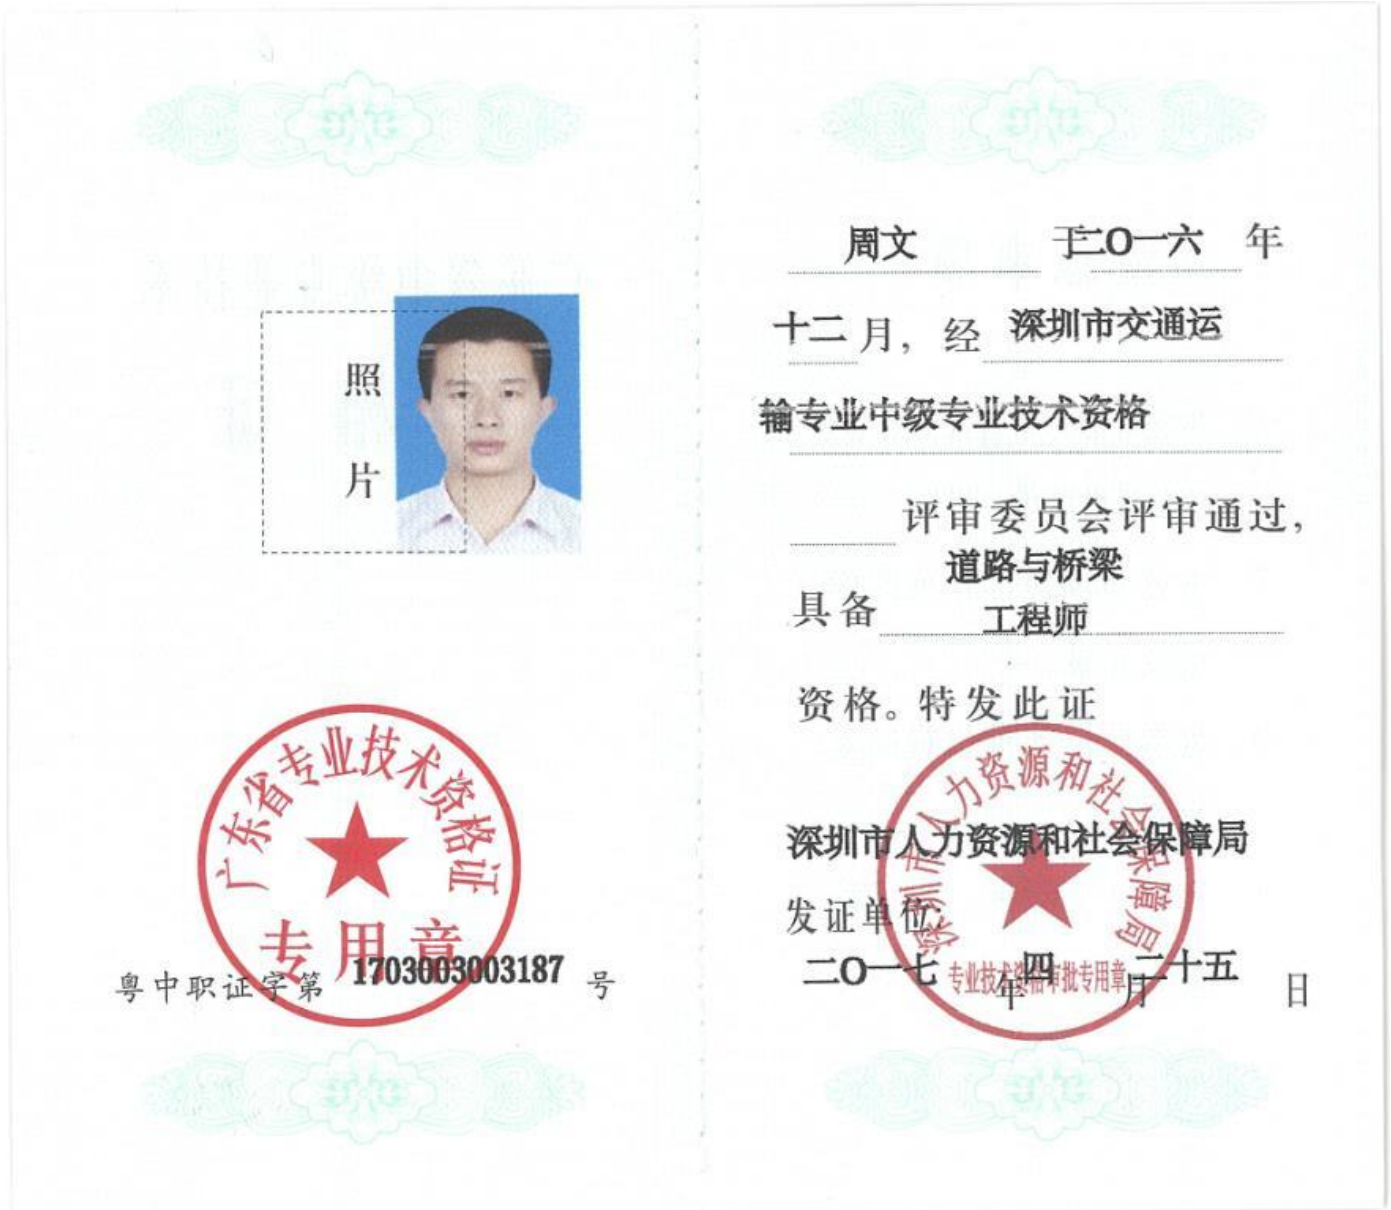 照
片
广东省专业技术资格证
专用章
粤中职证字第 1703003003187 号
周文 于二〇一六 年
十二月，经 深圳市交通运
输专业中级专业技术资格
评审委员会评审通过，
道路与桥梁
具备 工程师
资格。特发此证
深圳市人力资源和社会保障局
深圳市人力资源和社会保障局
发证单位：
二〇一七 年 四 月 二十五 日
专业技术资格审批专用章